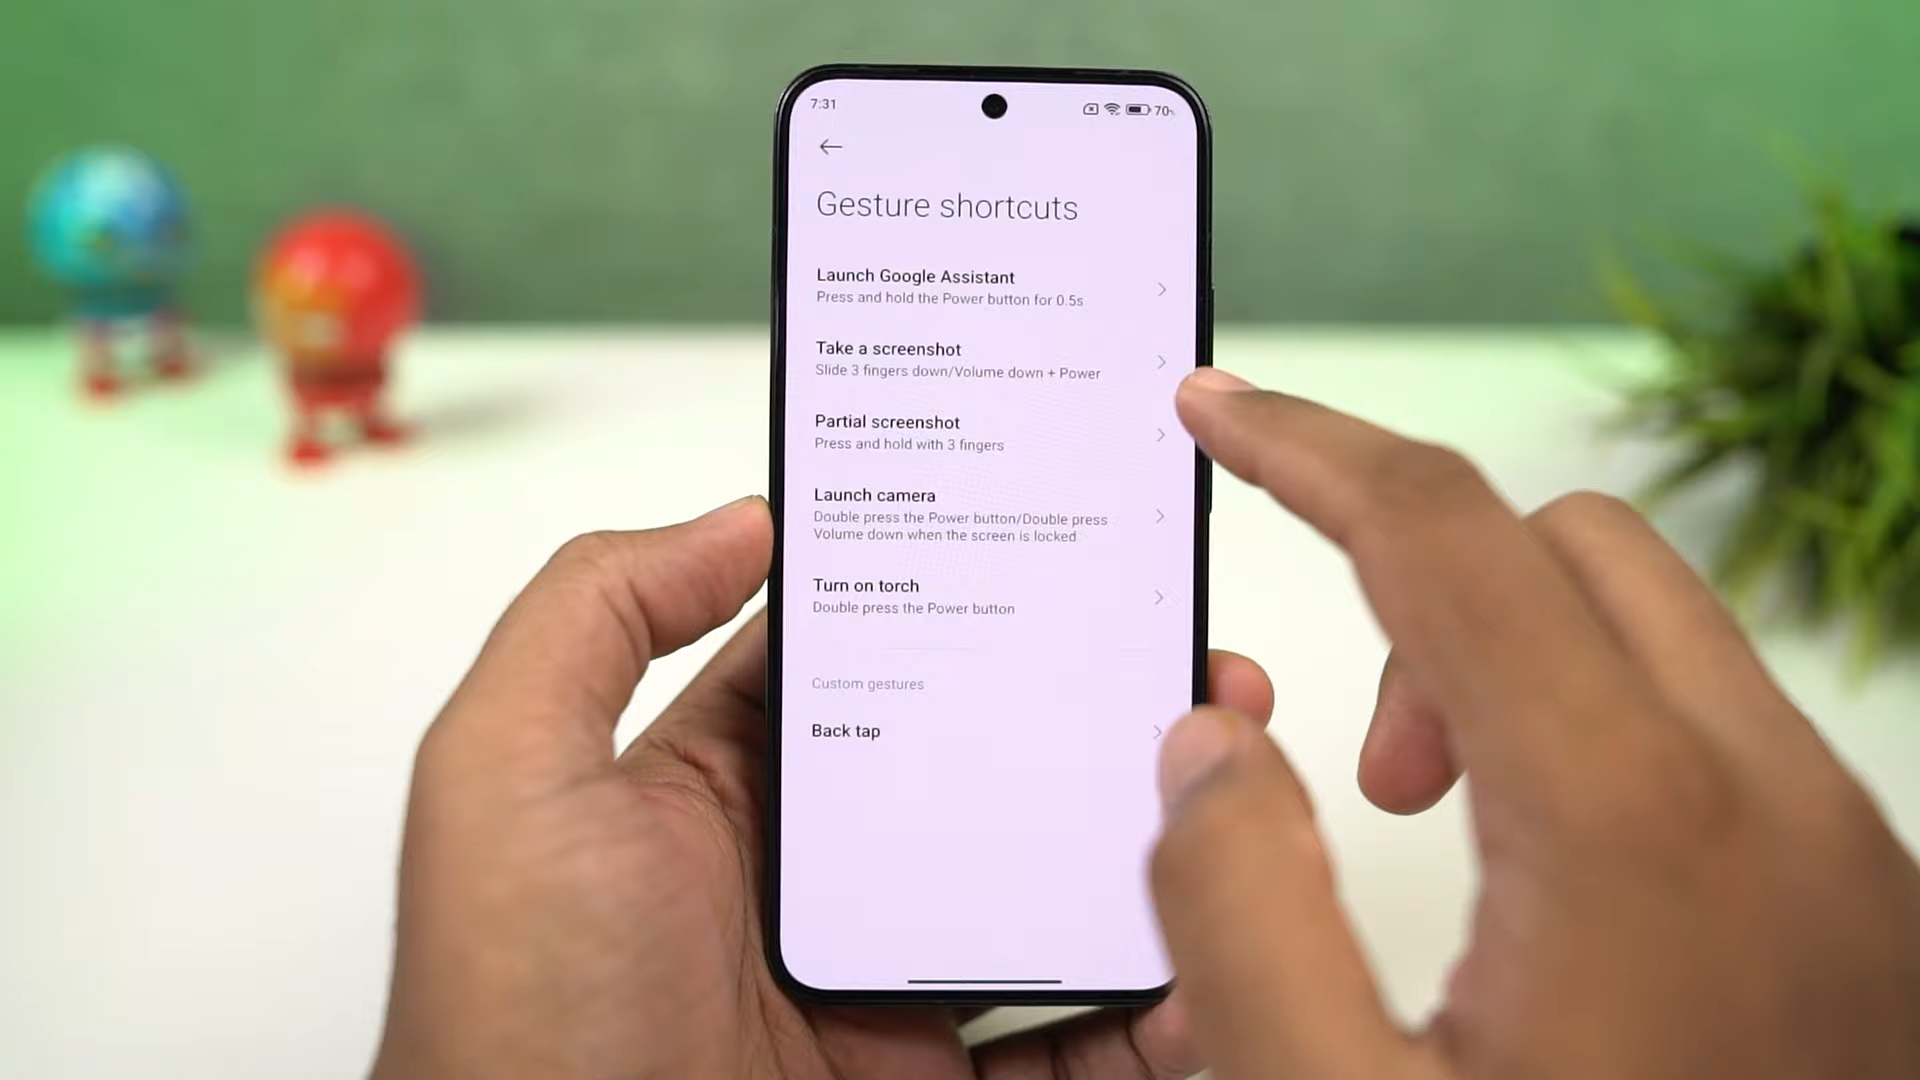 7:31
70
Gesture shortcuts
Launch Google Assistant
Press and hold the Power button for 0.5s
Take a screenshot
Slide 3 fingers down/Volume down + Power
Partial screenshot
Press and hold with 3 fingers
Launch camera
Double press the Power button/Double press
Volume down when the screen is locked
Turn on torch
Double press the Power button
Custom gestures
Back tap